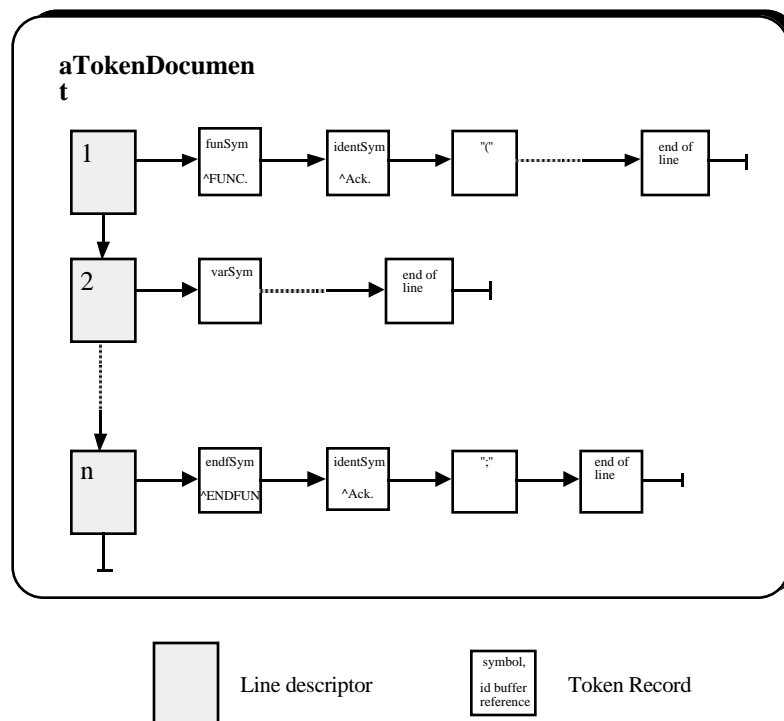 aTokenDocumen
t
1
funSym
^FUNC.
identSym
^Ack.
"("
end of
line
2
varSym
end of
line
n
endfSym
^ENDFUN
identSym
^Ack.
";"
end of
line
Line descriptor
symbol,
id buffer
reference
Token Record